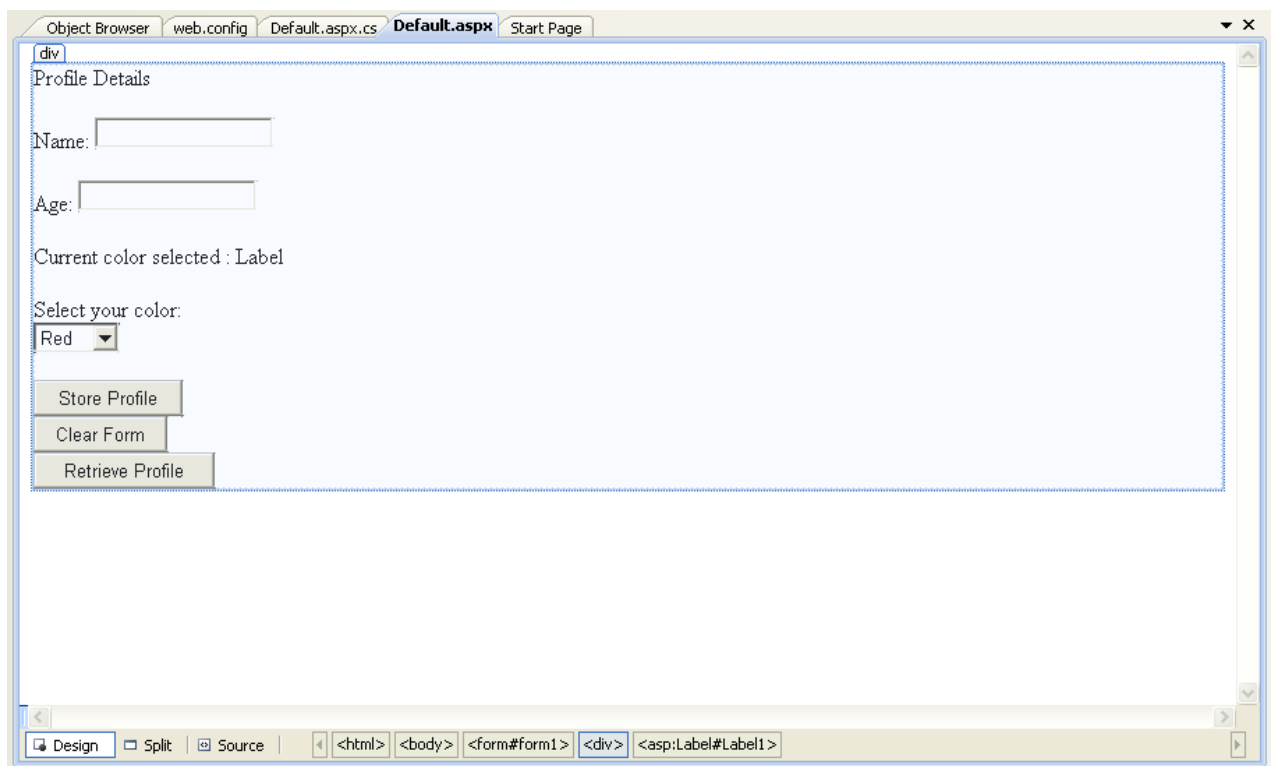 Object Browser web.config Default.aspx.cs Default.aspx Start Page
div
Profile Details
Name:
Age:
Current color selected : Label
Select your color:
Red
Store Profile
Clear Form
Retrieve Profile
Design Split Source <html> <body> <form#form1> <div> <asp:Label#Label1>